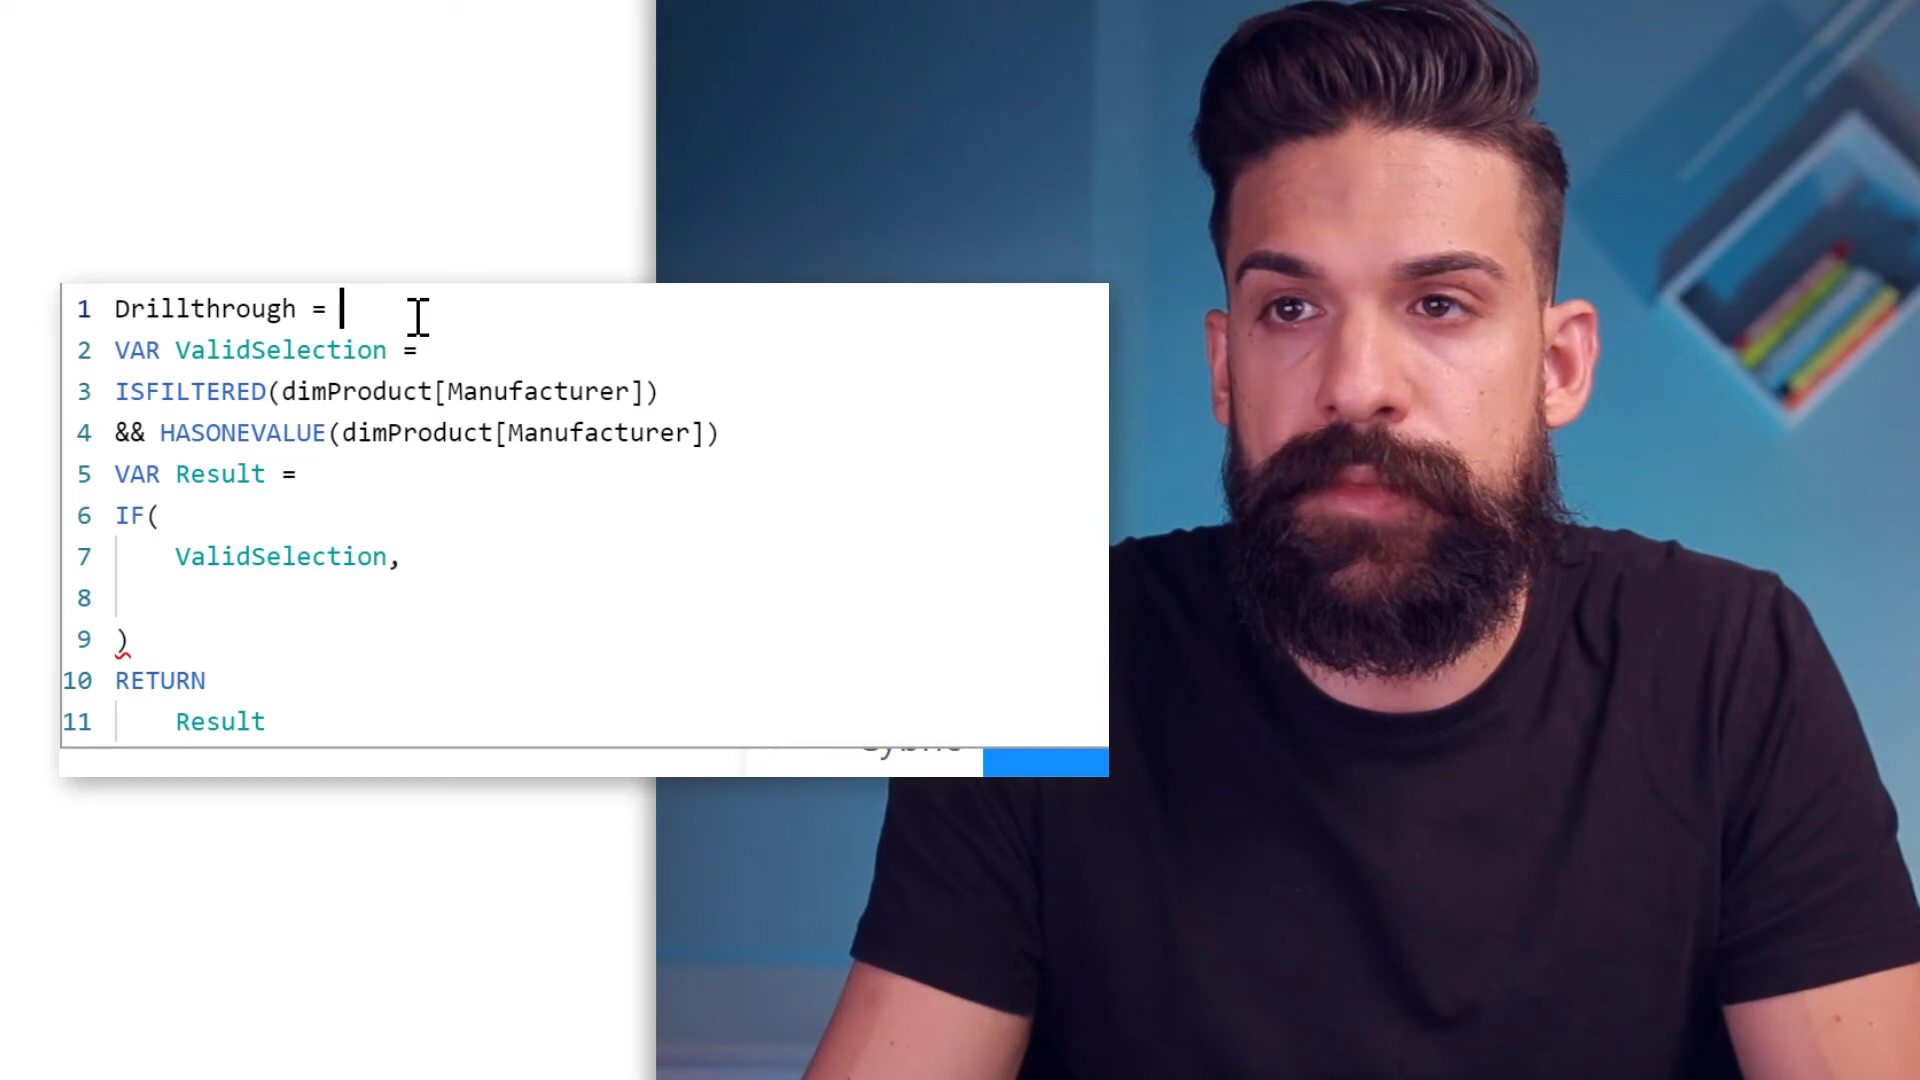 1 Drillthrough =
2 VAR ValidSelection =
3 ISFILTERED(dimProduct[Manufacturer])
4 && HASONEVALUE(dimProduct[Manufacturer])
5 VAR Result =
6 IF(
7 ValidSelection,
8
9 )
10 RETURN
11 Result